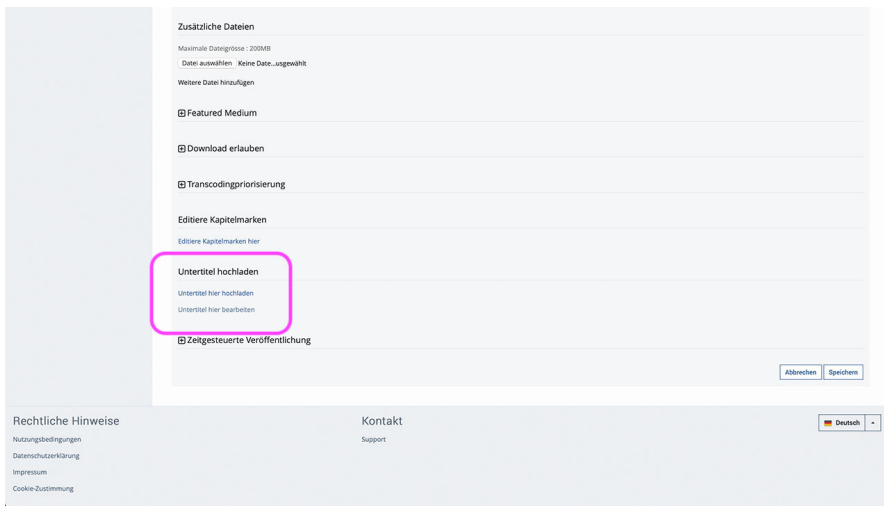 Zusätzliche Dateien
Maximale Dateigrösse : 200MB
Datei auswählen Keine Date...usgewählt
Weitere Datei hinzufügen
Featured Medium
Download erlauben
Transcodingpriorisierung
Editiere Kapitelmarken
Editiere Kapitelmarken hier
Untertitel hochladen
Untertitel hier hochladen
Untertitel hier bearbeiten
Zeitgesteuerte Veröffentlichung
Abbrechen Speichern
Rechtliche Hinweise
Nutzungsbedingungen
Datenschutzerklärung
Impressum
Cookie-Zustimmung
Kontakt
Support
Deutsch